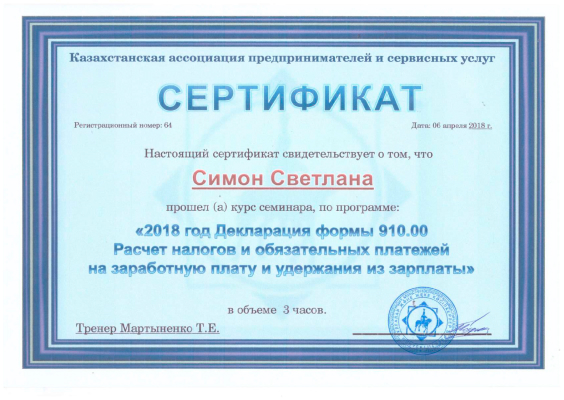 Казахстанская ассоциация предпринимателей и сервисных услуг
СЕРТИФИКАТ
Регистрационный номер: 64
Дата: 06 апреля 2018 г.
Настоящий сертификат свидетельствует о том, что
Симон Светлана
прошел (а) курс семинара, по программе:
«2018 год Декларация формы 910.00
Расчет налогов и обязательных платежей
на заработную плату и удержания из зарплаты»
в объеме 3 часов.
Тренер Мартыненко Т.Е.